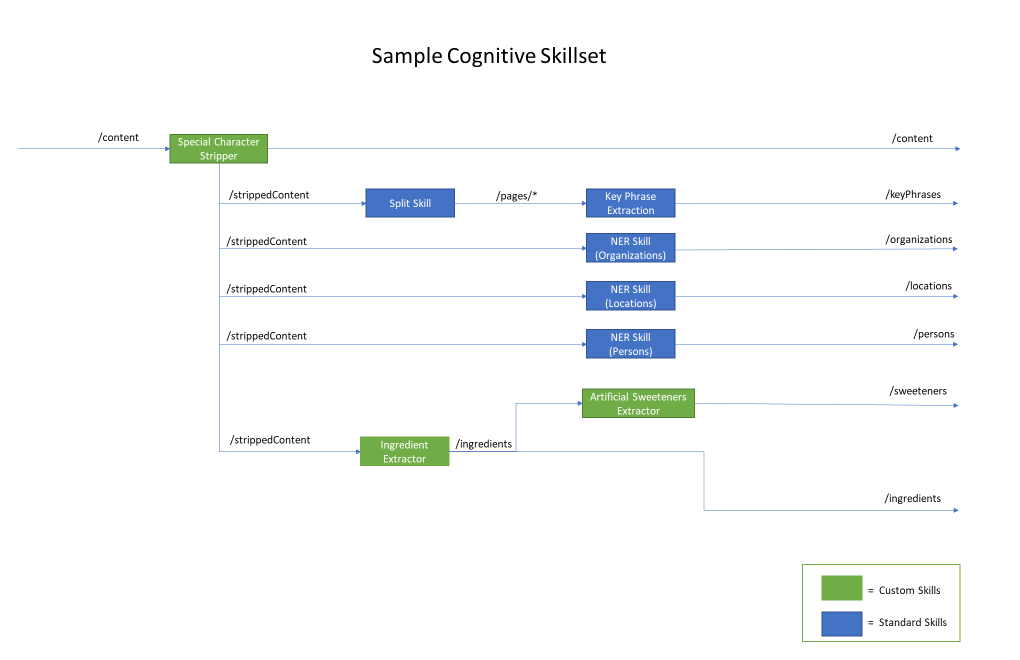 Sample Cognitive Skillset
/content
Special Character
Stripper
/content
/strippedContent
Split Skill
/pages/*
Key Phrase
Extraction
/keyPhrases
/strippedContent
NER Skill
(Organizations)
/organizations
/strippedContent
NER Skill
(Locations)
/locations
/strippedContent
NER Skill
(Persons)
/persons
Artificial Sweeteners
Extractor
/sweeteners
/strippedContent
Ingredient
Extractor
/ingredients
/ingredients
= Custom Skills
= Standard Skills